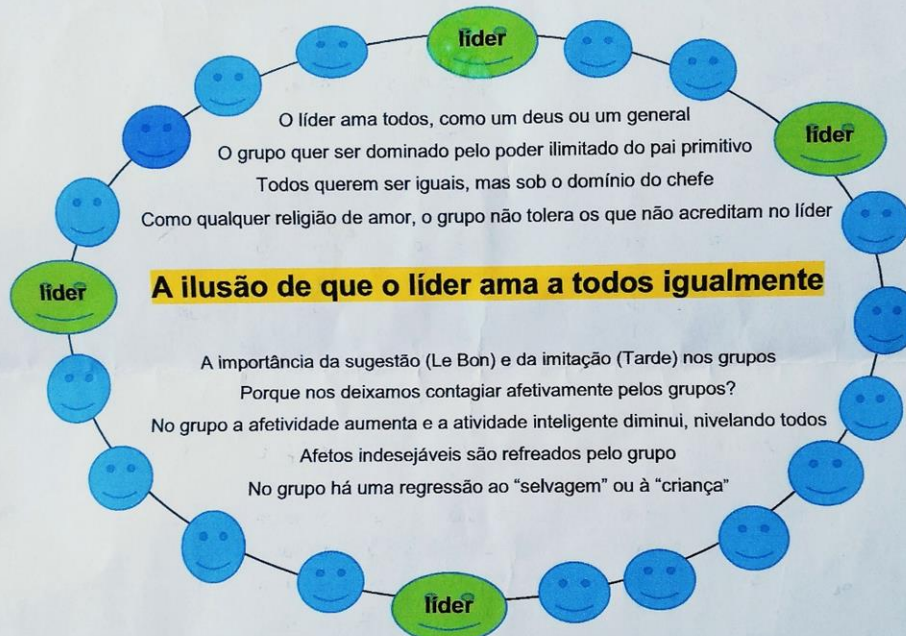 líder
líder
O líder ama todos, como um deus ou um general
O grupo quer ser dominado pelo poder ilimitado do pai primitivo
Todos querem ser iguais, mas sob o domínio do chefe
Como qualquer religião de amor, o grupo não tolera os que não acreditam no líder
líder
A ilusão de que o líder ama a todos igualmente
A importância da sugestão (Le Bon) e da imitação (Tarde) nos grupos
Porque nos deixamos contagiar afetivamente pelos grupos?
No grupo a afetividade aumenta e a atividade inteligente diminui, nivelando todos
Afetos indesejáveis são refreados pelo grupo
No grupo há uma regressão ao “selvagem” ou à “criança”
líder